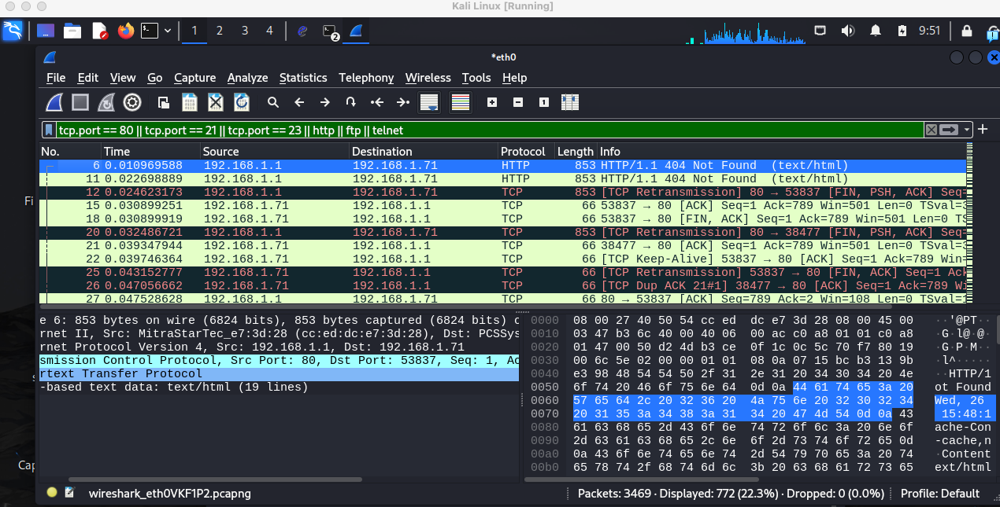 Kali Linux [Running]
1 2 3 4 2 9:51
*eth0
File Edit View Go Capture Analyze Statistics Telephony Wireless Tools Help
tcp.port == 80 || tcp.port == 21 || tcp.port == 23 || http || ftp || telnet
No. Time Source Destination Protocol Length Info
6 0.010969588 192.168.1.1 192.168.1.71 HTTP 853 HTTP/1.1 404 Not Found (text/html)
11 0.022698889 192.168.1.1 192.168.1.71 HTTP 853 HTTP/1.1 404 Not Found (text/html)
12 0.024623173 192.168.1.1 192.168.1.71 TCP 853 [TCP Retransmission] 80 → 53837 [FIN, PSH, ACK] Seq=
15 0.030899251 192.168.1.71 192.168.1.1 TCP 66 53837 → 80 [ACK] Seq=1 Ack=789 Win=501 Len=0 TSval=3
18 0.030899919 192.168.1.71 192.168.1.1 TCP 66 53837 → 80 [FIN, ACK] Seq=1 Ack=789 Win=501 Len=0 TS
20 0.032486721 192.168.1.1 192.168.1.71 TCP 853 [TCP Retransmission] 80 → 38477 [FIN, PSH, ACK] Seq=
21 0.039347944 192.168.1.71 192.168.1.1 TCP 66 38477 → 80 [ACK] Seq=1 Ack=789 Win=501 Len=0 TSval=3
22 0.039746364 192.168.1.71 192.168.1.1 TCP 66 [TCP Keep-Alive] 53837 → 80 [ACK] Seq=1 Ack=789 Win=
25 0.043152777 192.168.1.71 192.168.1.1 TCP 66 [TCP Retransmission] 53837 → 80 [FIN, ACK] Seq=1 Ack
26 0.047056662 192.168.1.71 192.168.1.1 TCP 66 [TCP Dup ACK 21#1] 38477 → 80 [ACK] Seq=1 Ack=789 Wi
27 0.047528628 192.168.1.1 192.168.1.71 TCP 66 80 → 53837 [ACK] Seq=789 Ack=2 Win=108 Len=0 TSval=1
Fi
Cap
e 6: 853 bytes on wire (6824 bits), 853 bytes captured (6824 bits) o
rnet II, Src: MitraStarTec_e7:3d:28 (cc:ed:dc:e7:3d:28), Dst: PCSSys
rnet Protocol Version 4, Src: 192.168.1.1, Dst: 192.168.1.71
smission Control Protocol, Src Port: 80, Dst Port: 53837, Seq: 1, Ac
rtext Transfer Protocol
-based text data: text/html (19 lines)
0000 08 00 27 40 50 54 cc ed dc e7 3d 28 08 00 45 00 ··'@PT··
0010 03 47 b3 6c 40 00 40 06 00 ac c0 a8 01 01 c0 a8 ·G·l@·@·
0020 01 47 00 50 d2 4d b3 ce 0f 1c 0c 5c 70 f7 80 19 ·G·P·M··
0030 00 6c 5e 02 00 00 01 01 08 0a 07 15 bc b3 13 9b ·l^·····
0040 e3 98 48 54 54 50 2f 31 2e 31 20 34 30 34 20 4e ··HTTP/1
0050 6f 74 20 46 6f 75 6e 64 0d 0a 44 61 74 65 3a 20 ot Found
0060 57 65 64 2c 20 32 36 20 4a 75 6e 20 32 30 32 34 Wed, 26
0070 20 31 35 3a 34 38 3a 31 34 20 47 4d 54 0d 0a 43 15:48:1
0080 61 63 68 65 2d 43 6f 6e 74 72 6f 6c 3a 20 6e 6f ache-Con
0090 2d 63 61 63 68 65 2c 6e 6f 2d 73 74 6f 72 65 0d -cache,n
00a0 0a 43 6f 6e 74 65 6e 74 2d 54 79 70 65 3a 20 74 ·Content
00b0 65 78 74 2f 68 74 6d 6c 3b 20 63 68 61 72 73 65 ext/html
wireshark_eth0VKF1P2.pcapng Packets: 3469 · Displayed: 772 (22.3%) · Dropped: 0 (0.0%) Profile: Default